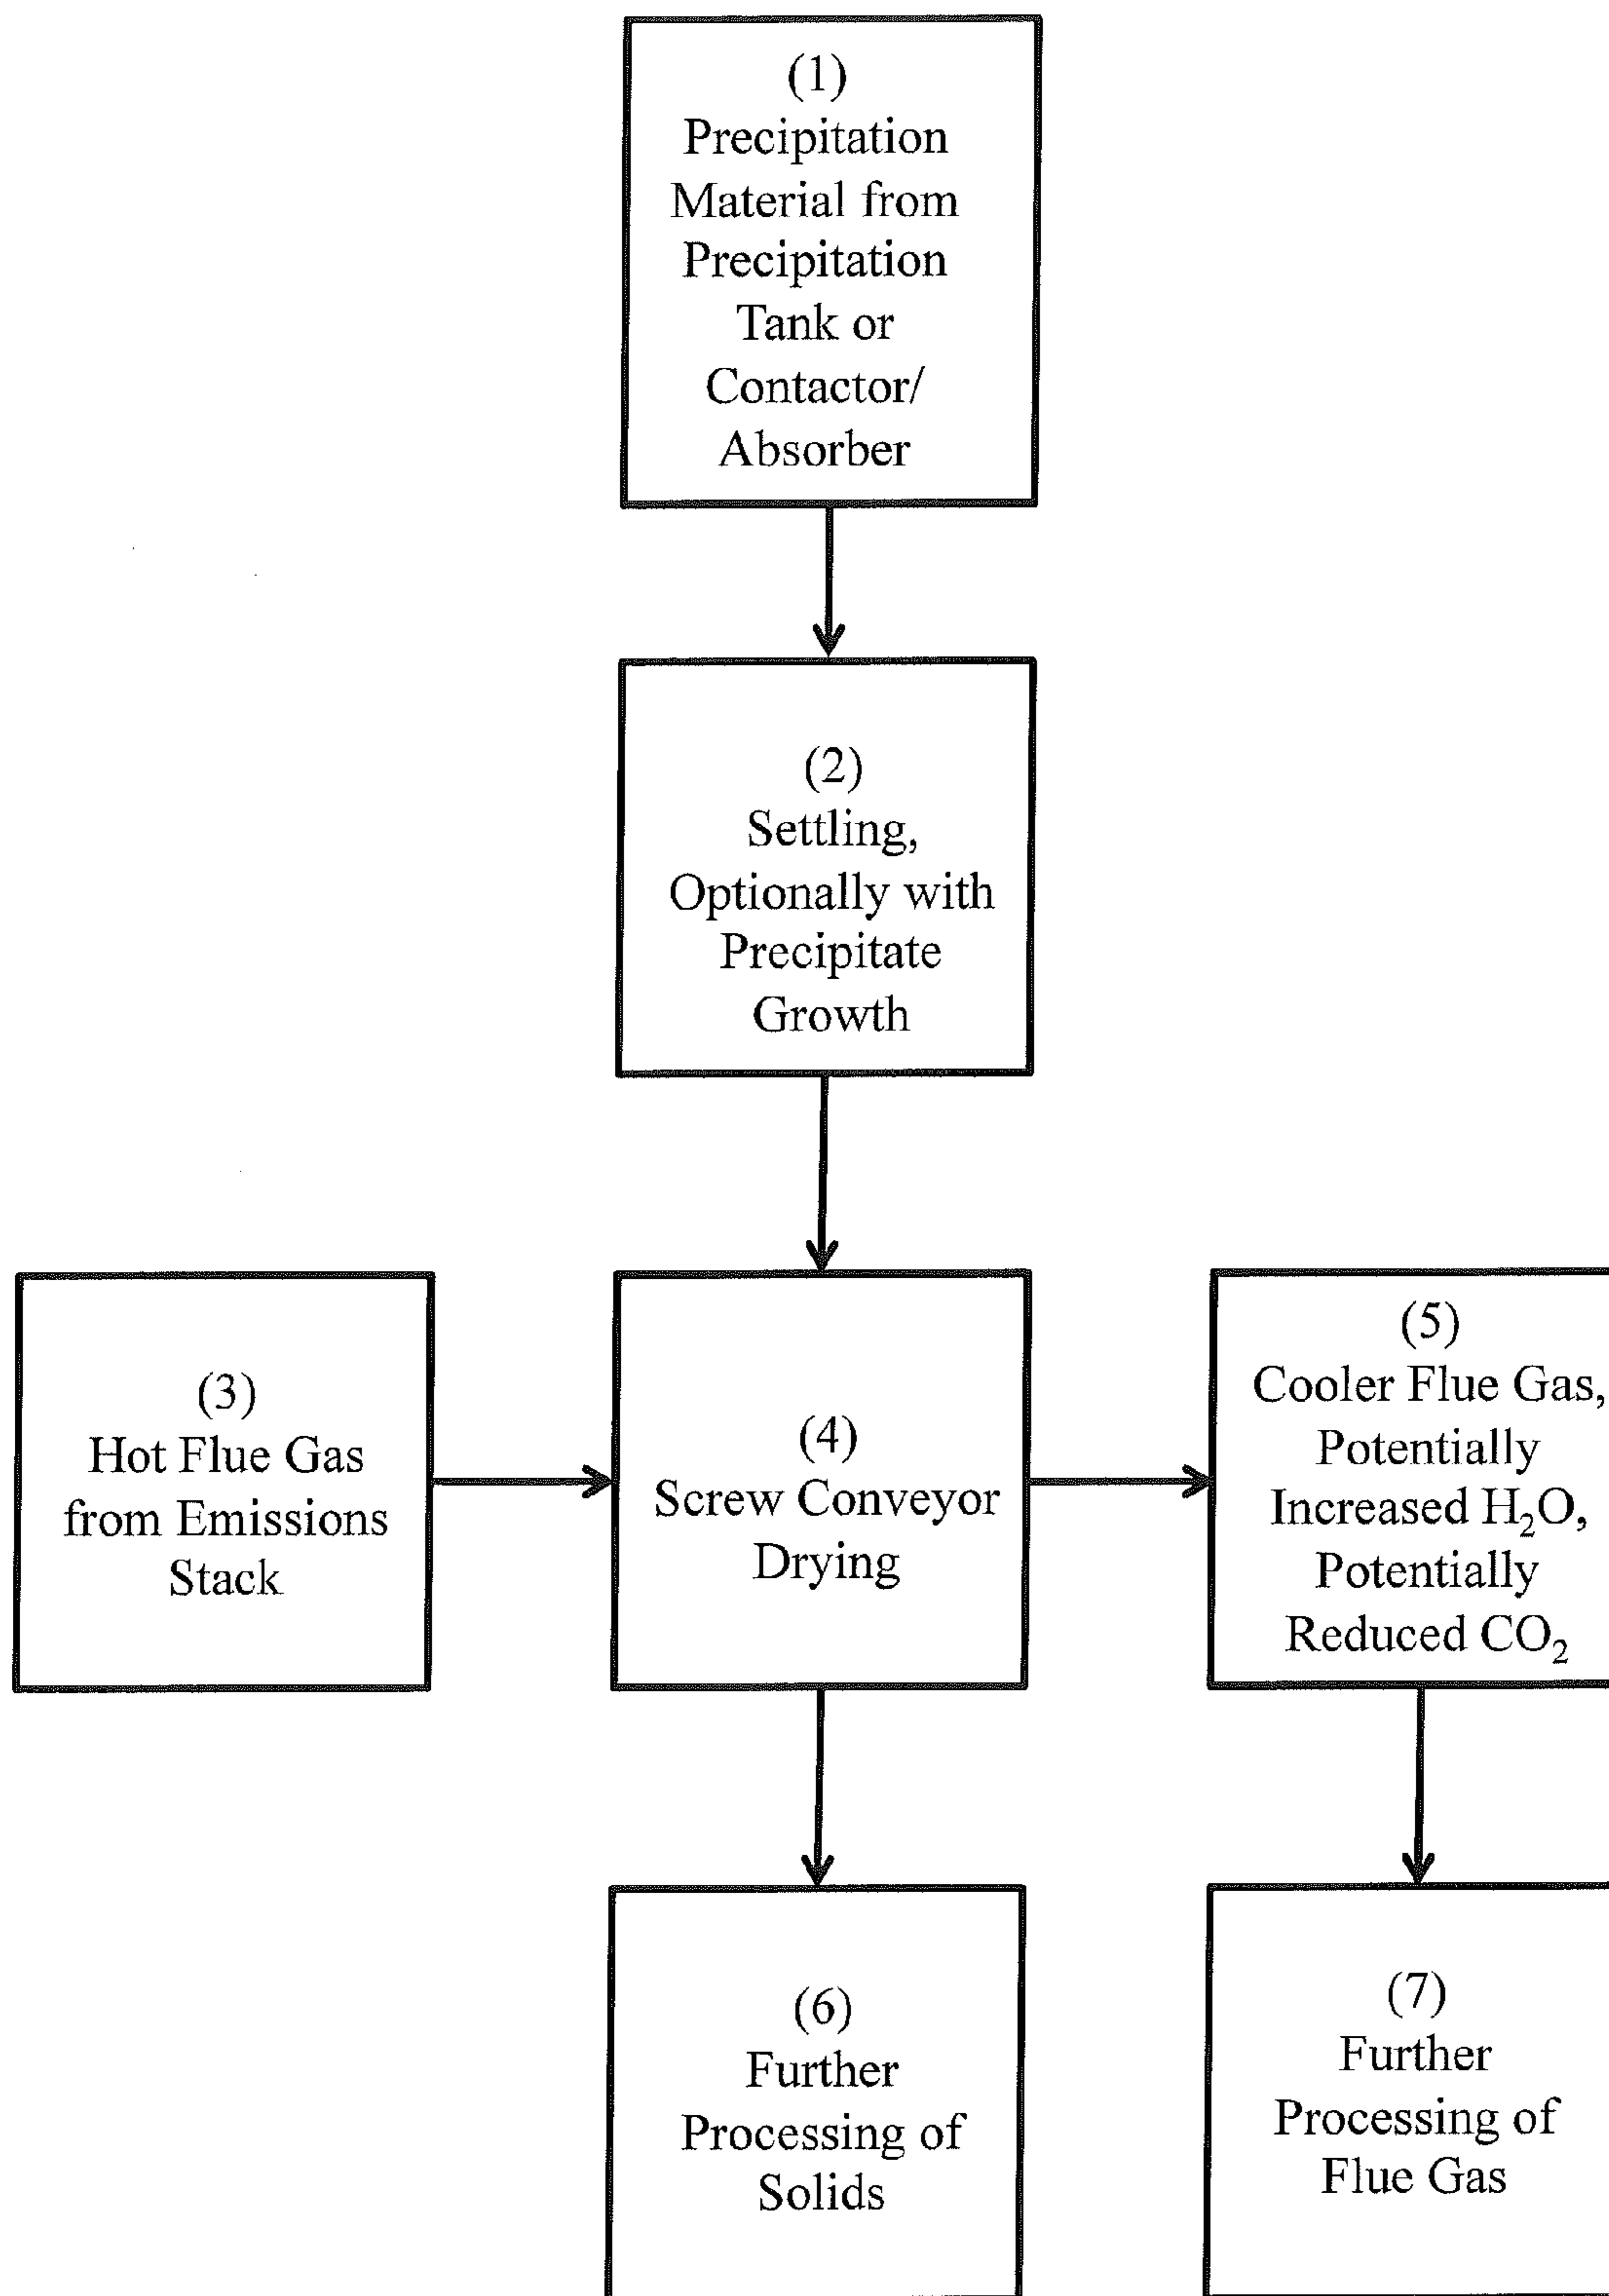 (1)
Precipitation
Material from
Precipitation
Tank or
Contactor/
Absorber
(2)
Settling,
Optionally with
Precipitate
Growth
(3)
Hot Flue Gas
from Emissions
Stack
(4)
Screw Conveyor
Drying
(5)
Cooler Flue Gas,
Potentially
Increased H₂O,
Potentially
Reduced CO₂
(6)
Further
Processing of
Solids
(7)
Further
Processing of
Flue Gas